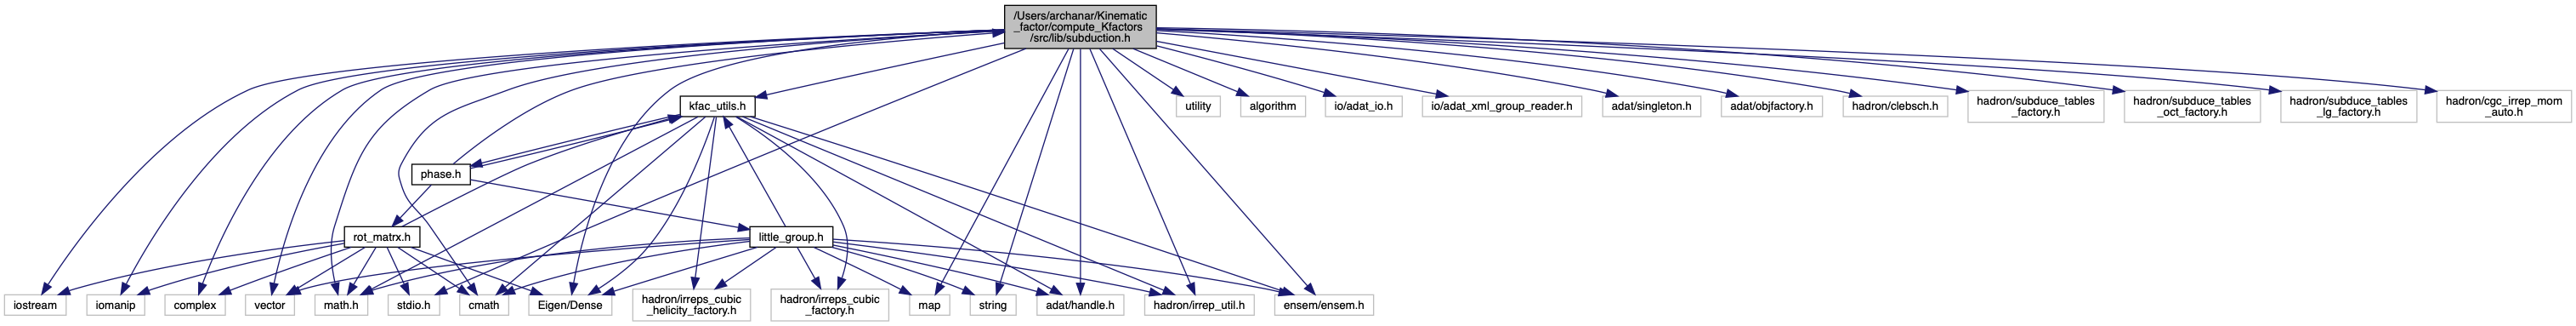 /Users/archanar/Kinematic
_factor/compute_Kfactors
/src/lib/subduction.h
kfac_utils.h
utility
algorithm
io/adat_io.h
io/adat_xml_group_reader.h
adat/singleton.h
adat/objfactory.h
hadron/clebsch.h
hadron/subduce_tables
_factory.h
hadron/subduce_tables
_oct_factory.h
hadron/subduce_tables
_lg_factory.h
hadron/cgc_irrep_mom
_auto.h
phase.h
rot_matrx.h
little_group.h
iostream
iomanip
complex
vector
math.h
stdio.h
cmath
Eigen/Dense
hadron/irreps_cubic
_helicity_factory.h
hadron/irreps_cubic
_factory.h
map
string
adat/handle.h
hadron/irrep_util.h
ensem/ensem.h